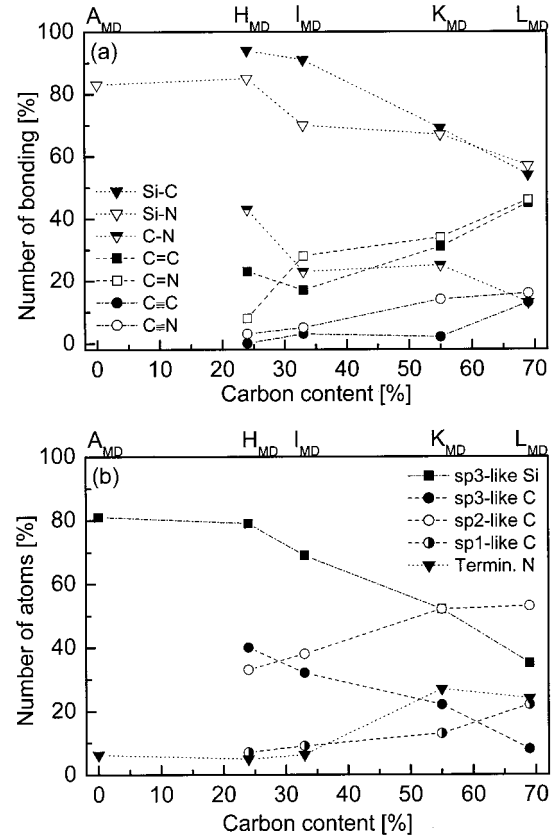 A_MD H_MD I_MD K_MD L_MD
100
(a)
80
60
40
20
0
Number of bonding [%]
Si-C
Si-N
C-N
C=C
C=N
C≡C
C≡N
0 10 20 30 40 50 60 70
Carbon content [%]
A_MD H_MD I_MD K_MD L_MD
100
(b)
80
60
40
20
0
Number of atoms [%]
sp3-like Si
sp3-like C
sp2-like C
sp1-like C
Termin. N
0 10 20 30 40 50 60 70
Carbon content [%]